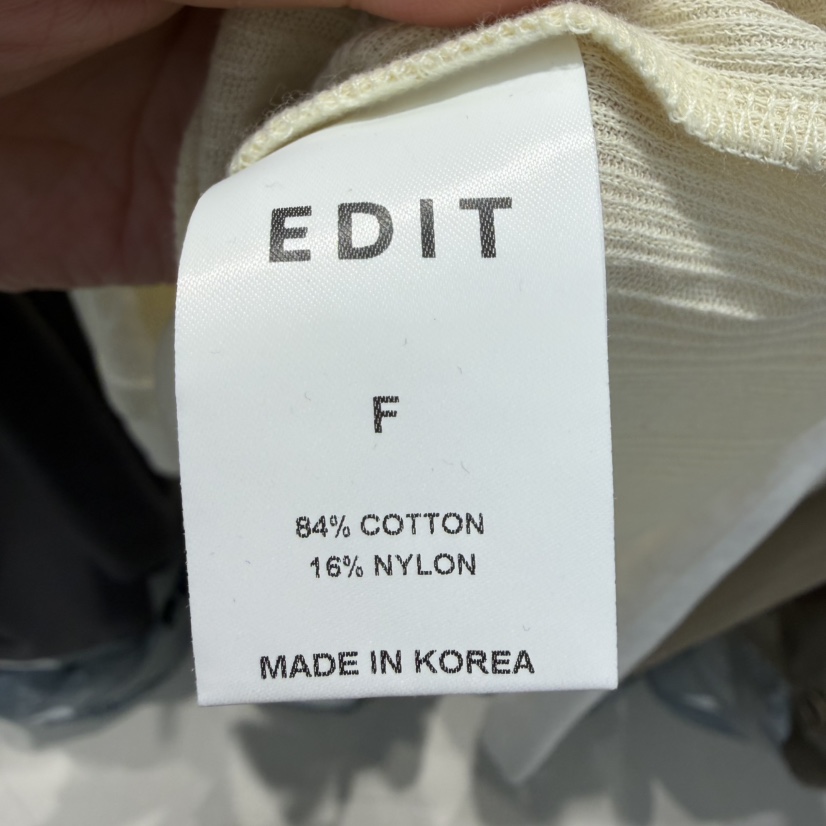 EDIT
F
84% COTTON
16% NYLON
MADE IN KOREA